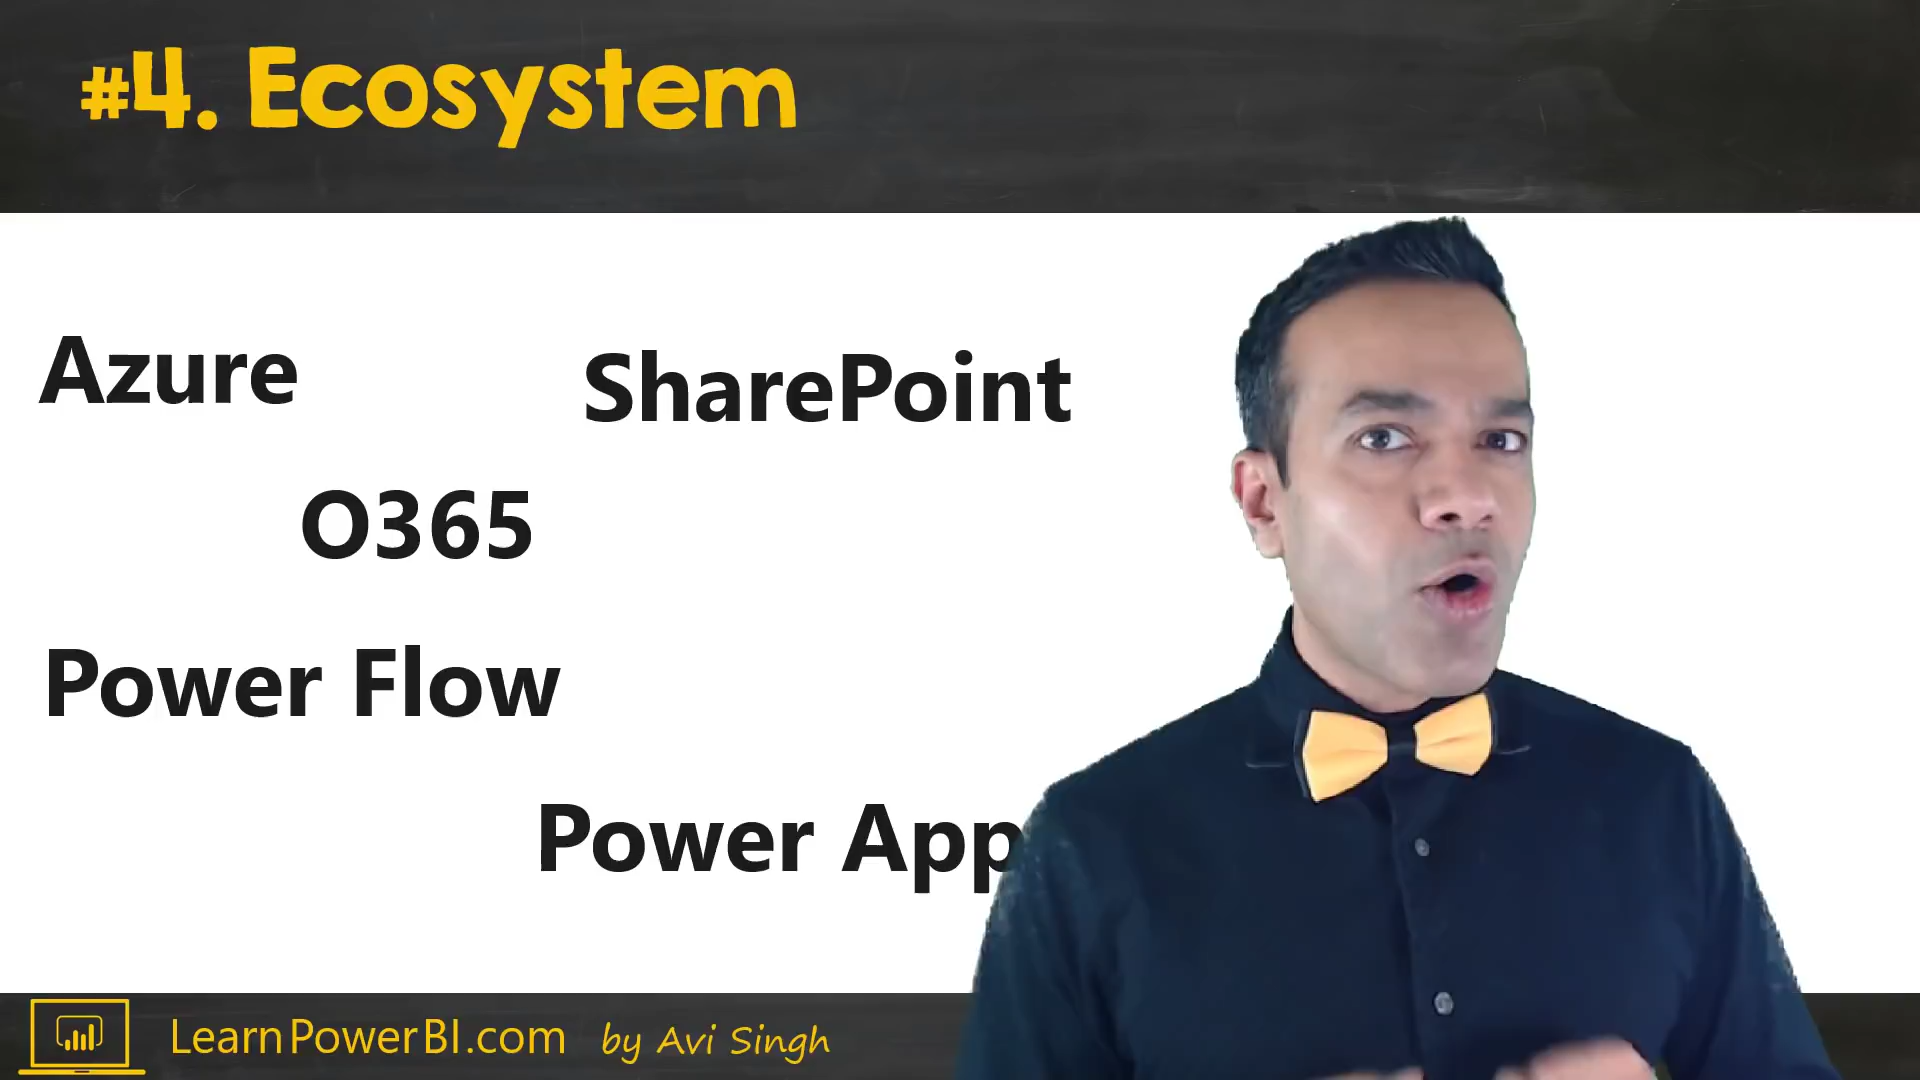 #4. Ecosystem
Azure
SharePoint
O365
Power Flow
Power App
LearnPowerBI.com by Avi Singh